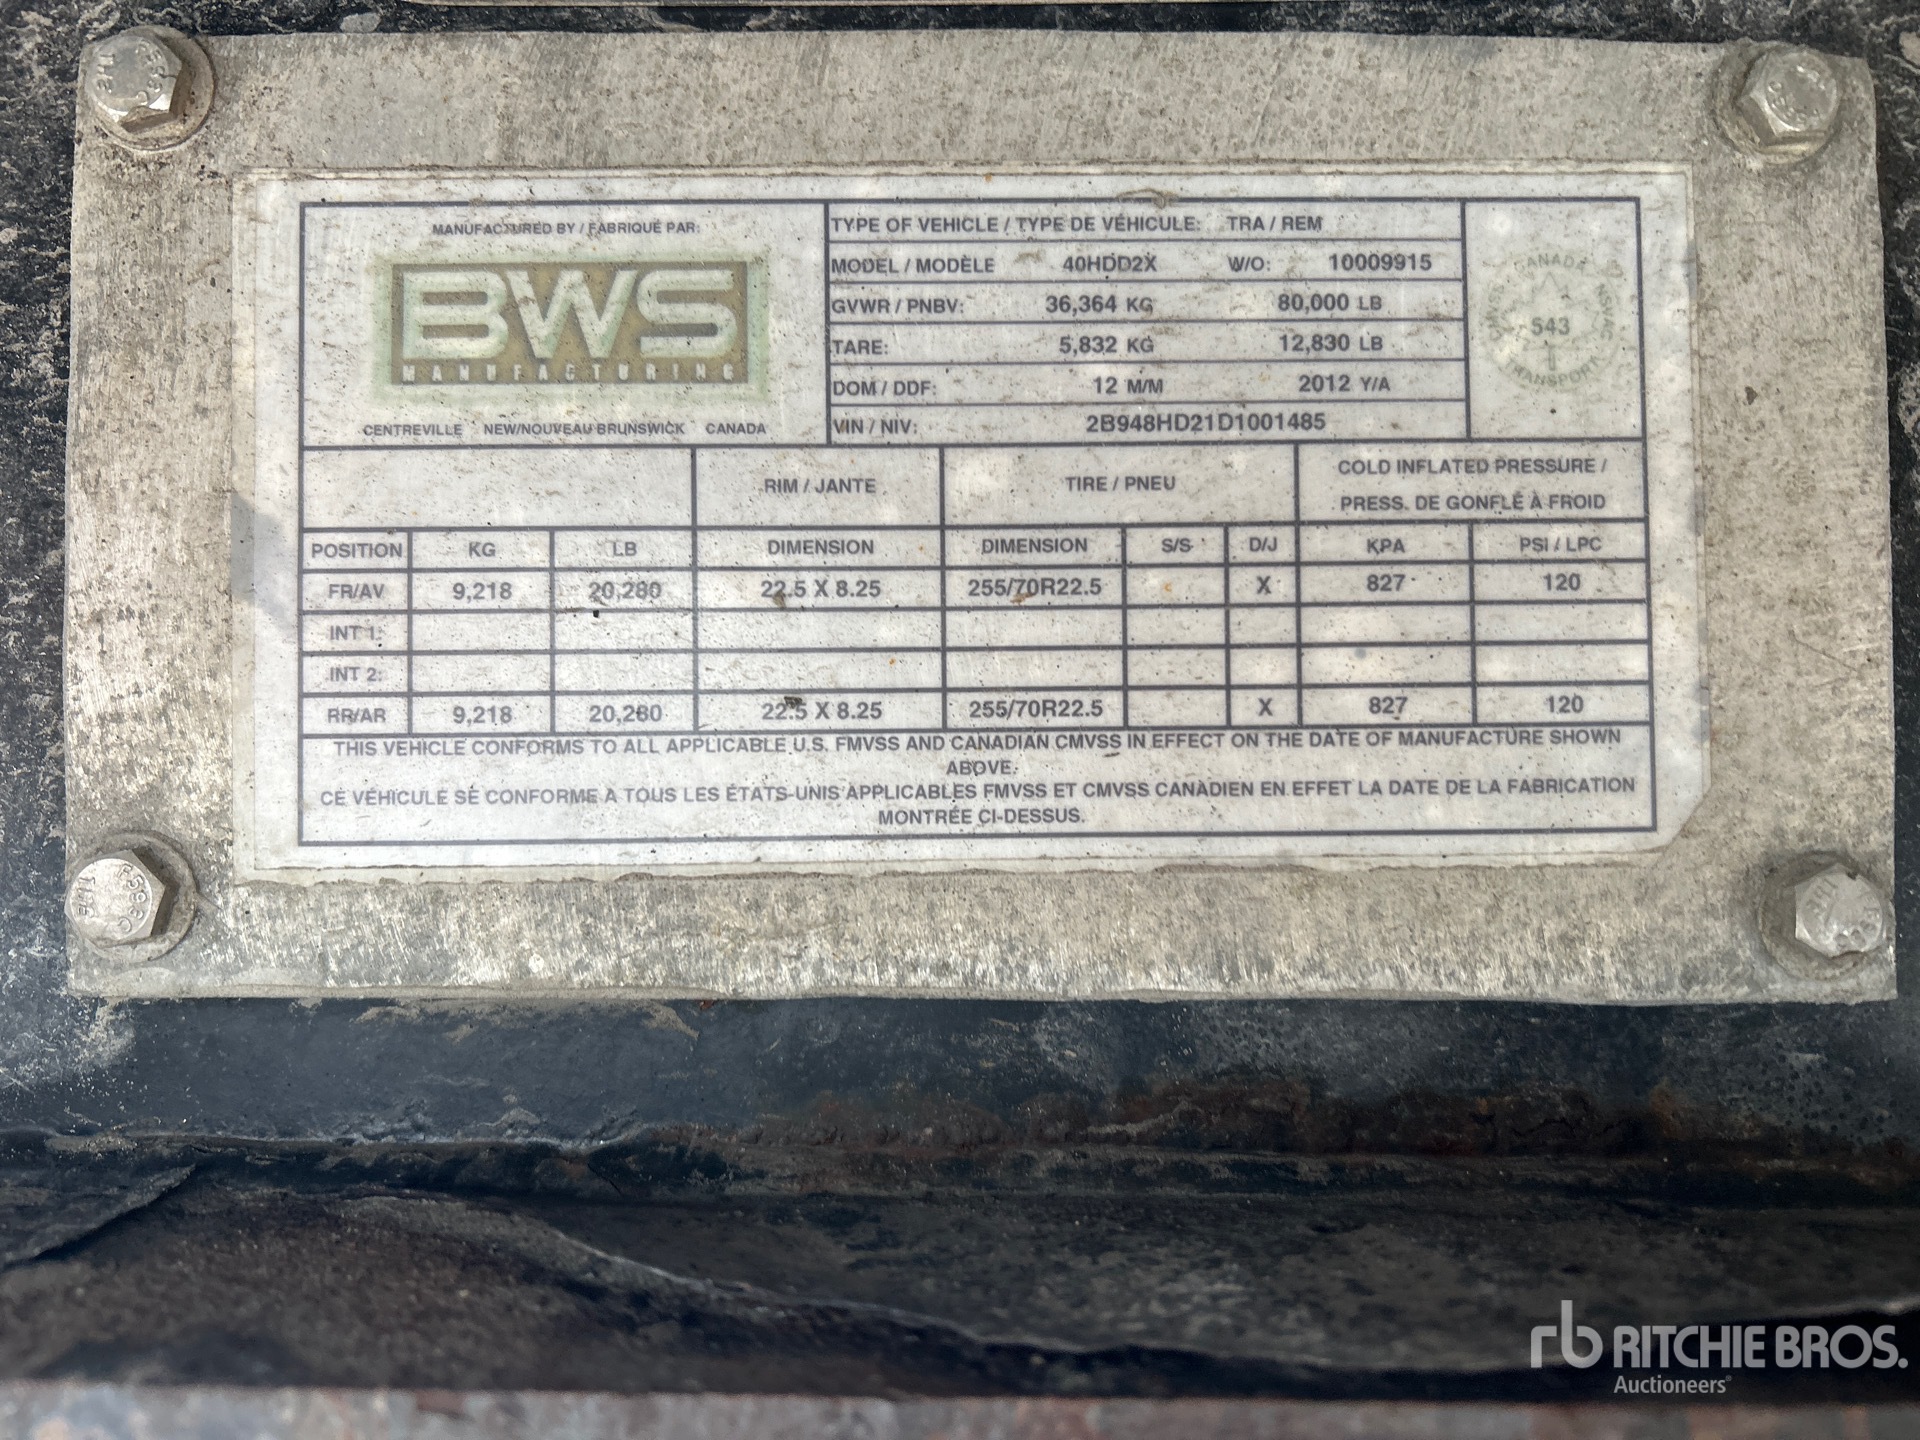 MANUFACTURED BY / FABRIQUÉ PAR:
BWS
MANUFACTURING
CENTREVILLE NEW/NOUVEAU BRUNSWICK CANADA
TYPE OF VEHICLE / TYPE DE VÉHICULE: TRA / REM
MODEL / MODÈLE 40HDD2X W/O: 10009915
GVWR / PNBV: 36,364 KG 80,000 LB
TARE: 5,832 KG 12,830 LB
DOM / DDF: 12 M/M 2012 Y/A
VIN / NIV: 2B948HD21D1001485
CANADA
543
TRANSPORT
RIM / JANTE TIRE / PNEU COLD INFLATED PRESSURE /
PRESS. DE GONFLE À FROID
POSITION KG LB DIMENSION DIMENSION S/S D/J KPA PSI / LPC
FR/AV 9,218 20,280 22.5 X 8.25 255/70R22.5 X 827 120
INT 1:
INT 2:
RR/AR 9,218 20,280 22.5 X 8.25 255/70R22.5 X 827 120
THIS VEHICLE CONFORMS TO ALL APPLICABLE U.S. FMVSS AND CANADIAN CMVSS IN EFFECT ON THE DATE OF MANUFACTURE SHOWN
ABOVE.
CE VÉHICULE SE CONFORME A TOUS LES ÉTATS-UNIS APPLICABLES FMVSS ET CMVSS CANADIEN EN EFFET LA DATE DE LA FABRICATION
MONTRÉE CI-DESSUS.
rb RITCHIE BROS.
Auctioneers